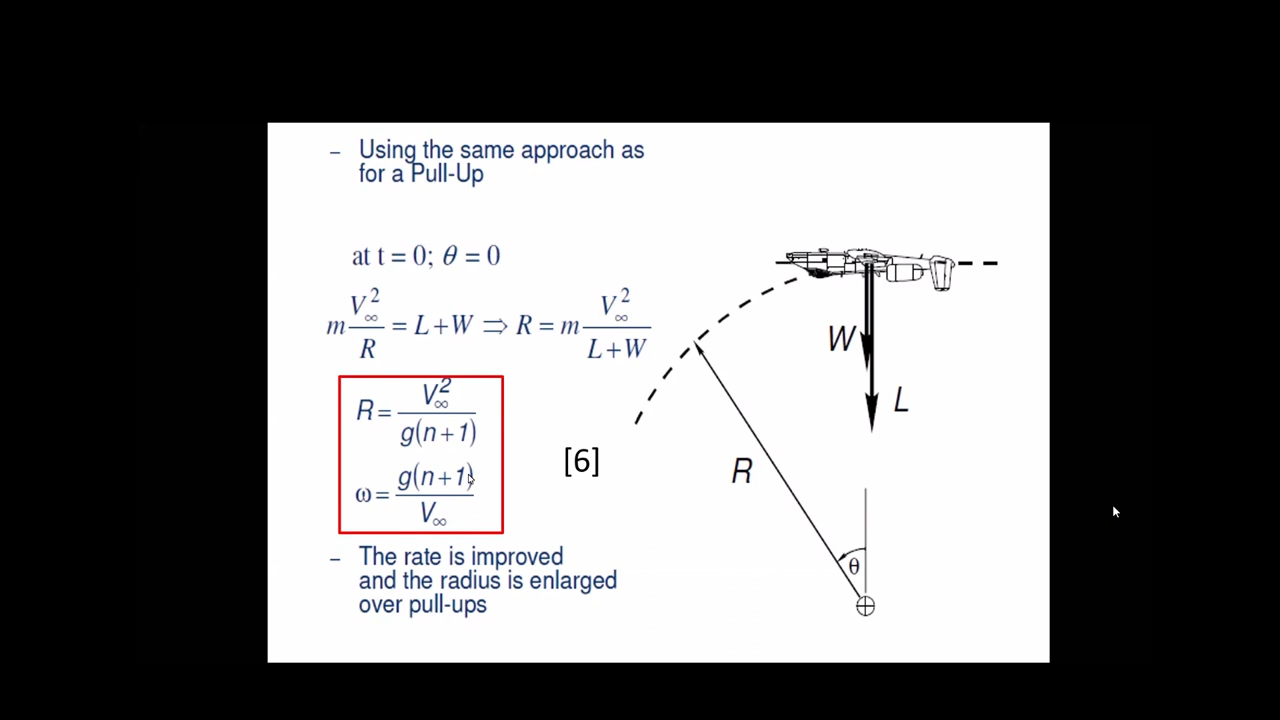 – Using the same approach as
for a Pull-Up
at t = 0; θ = 0
m V∞²/R = L+W ⇒ R = m V∞²/(L+W)
R = V∞²/g(n+1)
ω = g(n+1)/V∞
[6]
– The rate is improved
and the radius is enlarged
over pull-ups
W
L
R
θ